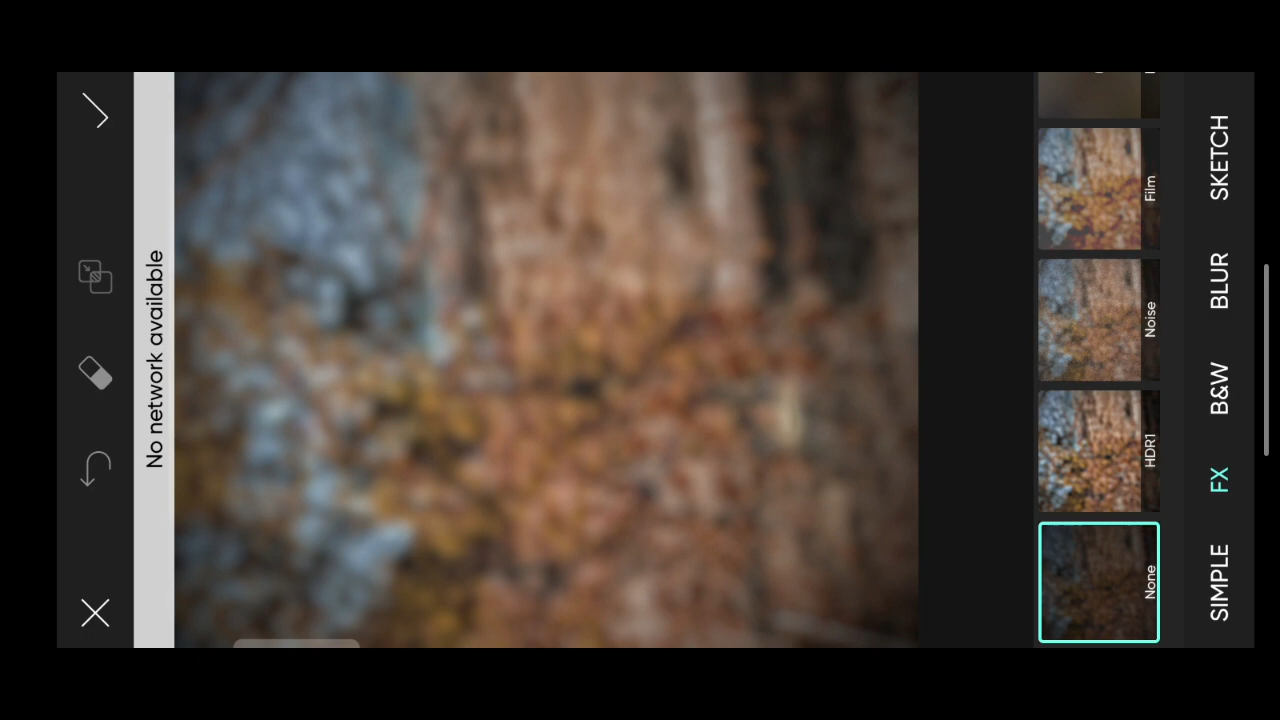 No network available
None
HDR1
Noise
Film
SIMPLE
FX
B&W
BLUR
SKETCH